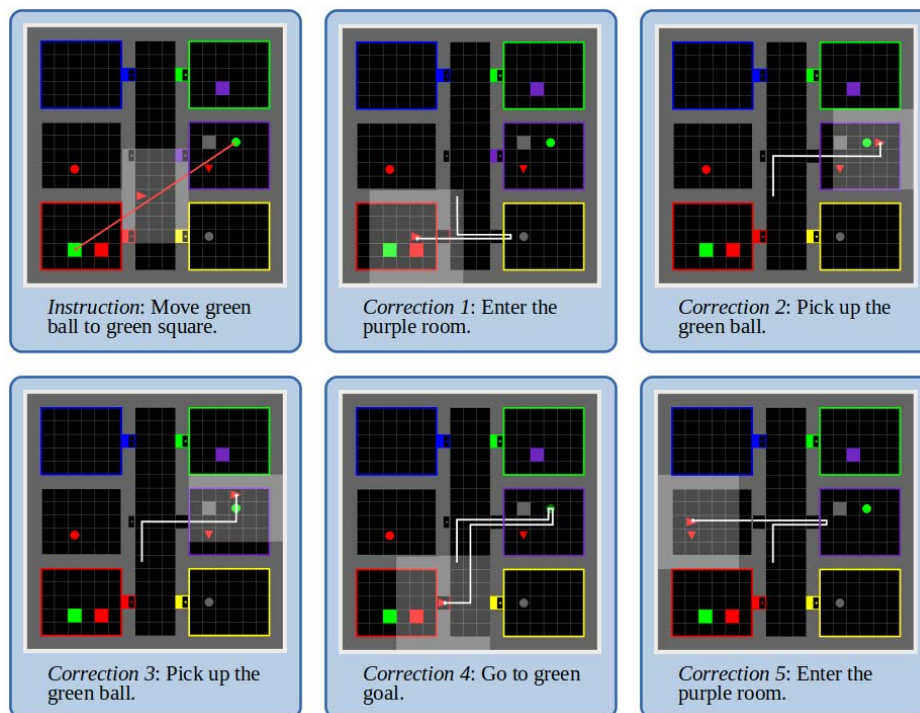 Instruction: Move green
ball to green square.
Correction 1: Enter the
purple room.
Correction 2: Pick up the
green ball.
Correction 3: Pick up the
green ball.
Correction 4: Go to green
goal.
Correction 5: Enter the
purple room.